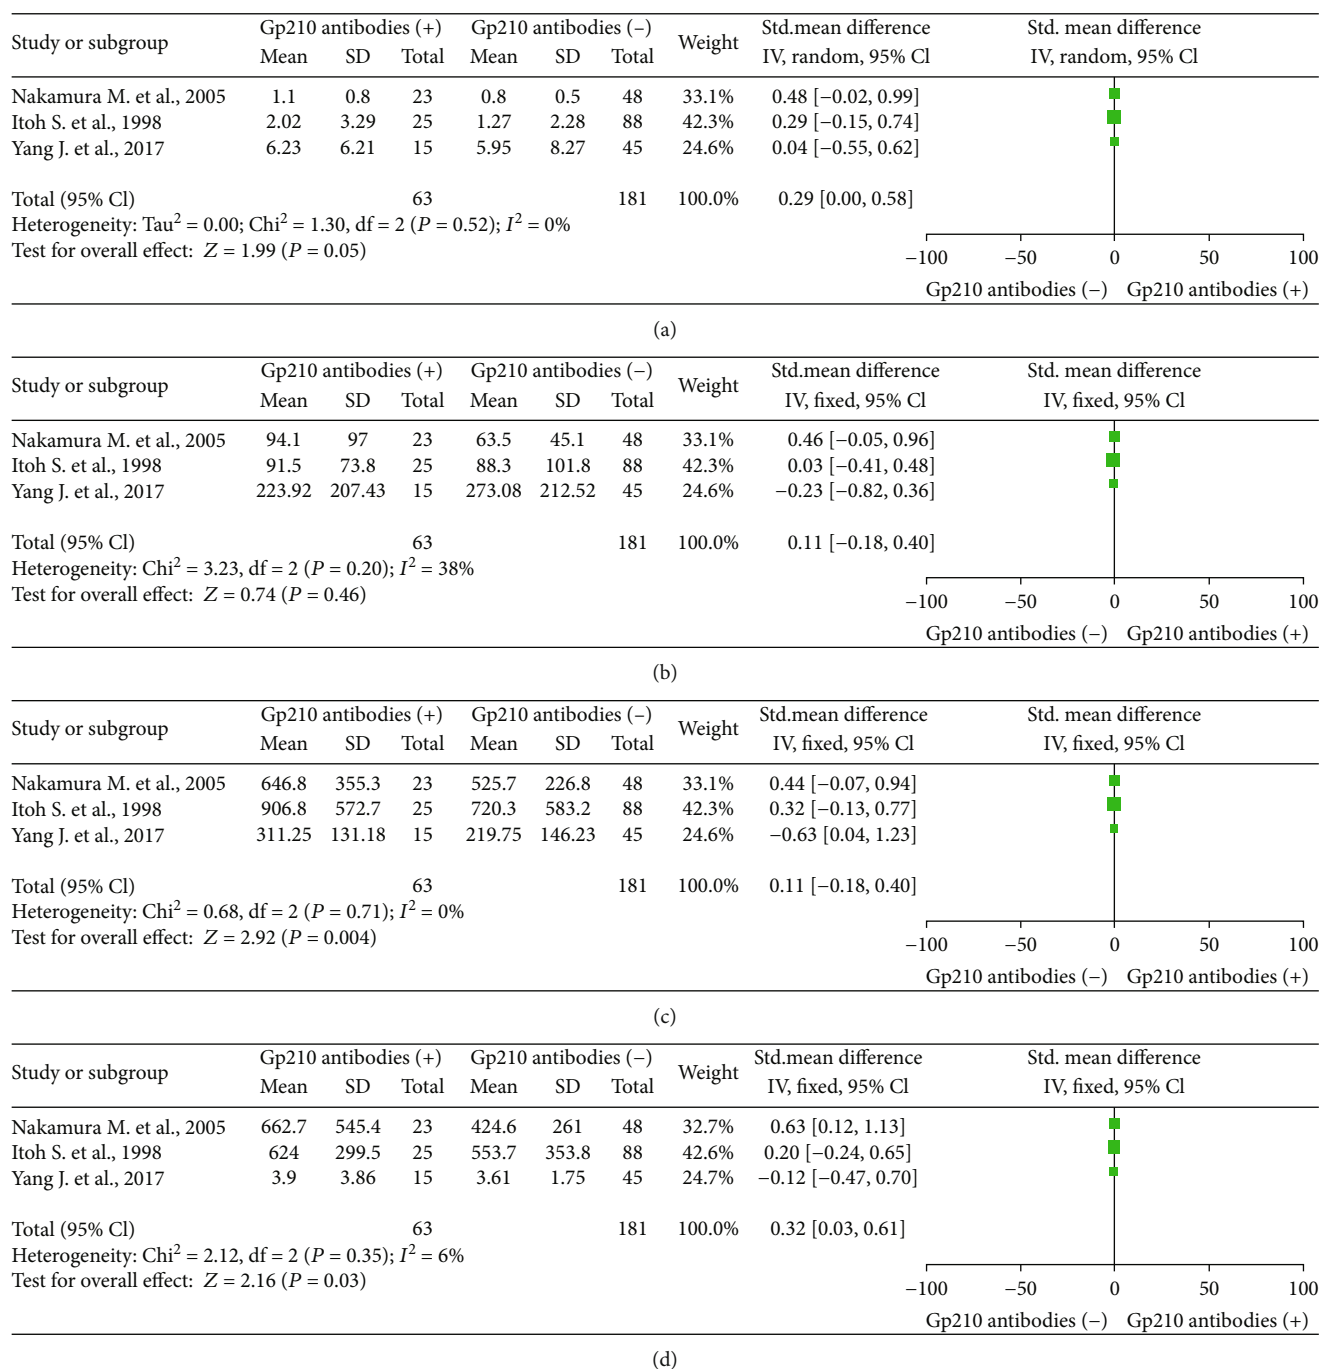 Study or subgroup Gp210 antibodies (+) Gp210 antibodies (−) Weight Std.mean difference Std. mean difference
Mean SD Total Mean SD Total IV, random, 95% Cl IV, random, 95% Cl
Nakamura M. et al., 2005 1.1 0.8 23 0.8 0.5 48 33.1% 0.48 [−0.02, 0.99]
Itoh S. et al., 1998 2.02 3.29 25 1.27 2.28 88 42.3% 0.29 [−0.15, 0.74]
Yang J. et al., 2017 6.23 6.21 15 5.95 8.27 45 24.6% 0.04 [−0.55, 0.62]
Total (95% Cl) 63 181 100.0% 0.29 [0.00, 0.58]
Heterogeneity: Tau² = 0.00; Chi² = 1.30, df = 2 (P = 0.52); I² = 0%
Test for overall effect: Z = 1.99 (P = 0.05)
−100 −50 0 50 100
Gp210 antibodies (−) Gp210 antibodies (+)
(a)
Study or subgroup Gp210 antibodies (+) Gp210 antibodies (−) Weight Std.mean difference Std. mean difference
Mean SD Total Mean SD Total IV, fixed, 95% Cl IV, fixed, 95% Cl
Nakamura M. et al., 2005 94.1 97 23 63.5 45.1 48 33.1% 0.46 [−0.05, 0.96]
Itoh S. et al., 1998 91.5 73.8 25 88.3 101.8 88 42.3% 0.03 [−0.41, 0.48]
Yang J. et al., 2017 223.92 207.43 15 273.08 212.52 45 24.6% −0.23 [−0.82, 0.36]
Total (95% Cl) 63 181 100.0% 0.11 [−0.18, 0.40]
Heterogeneity: Chi² = 3.23, df = 2 (P = 0.20); I² = 38%
Test for overall effect: Z = 0.74 (P = 0.46)
−100 −50 0 50 100
Gp210 antibodies (−) Gp210 antibodies (+)
(b)
Study or subgroup Gp210 antibodies (+) Gp210 antibodies (−) Weight Std.mean difference Std. mean difference
Mean SD Total Mean SD Total IV, fixed, 95% Cl IV, fixed, 95% Cl
Nakamura M. et al., 2005 646.8 355.3 23 525.7 226.8 48 33.1% 0.44 [−0.07, 0.94]
Itoh S. et al., 1998 906.8 572.7 25 720.3 583.2 88 42.3% 0.32 [−0.13, 0.77]
Yang J. et al., 2017 311.25 131.18 15 219.75 146.23 45 24.6% −0.63 [0.04, 1.23]
Total (95% Cl) 63 181 100.0% 0.11 [−0.18, 0.40]
Heterogeneity: Chi² = 0.68, df = 2 (P = 0.71); I² = 0%
Test for overall effect: Z = 2.92 (P = 0.004)
−100 −50 0 50 100
Gp210 antibodies (−) Gp210 antibodies (+)
(c)
Study or subgroup Gp210 antibodies (+) Gp210 antibodies (−) Weight Std.mean difference Std. mean difference
Mean SD Total Mean SD Total IV, fixed, 95% Cl IV, fixed, 95% Cl
Nakamura M. et al., 2005 662.7 545.4 23 424.6 261 48 32.7% 0.63 [0.12, 1.13]
Itoh S. et al., 1998 624 299.5 25 553.7 353.8 88 42.6% 0.20 [−0.24, 0.65]
Yang J. et al., 2017 3.9 3.86 15 3.61 1.75 45 24.7% −0.12 [−0.47, 0.70]
Total (95% Cl) 63 181 100.0% 0.32 [0.03, 0.61]
Heterogeneity: Chi² = 2.12, df = 2 (P = 0.35); I² = 6%
Test for overall effect: Z = 2.16 (P = 0.03)
−100 −50 0 50 100
Gp210 antibodies (−) Gp210 antibodies (+)
(d)